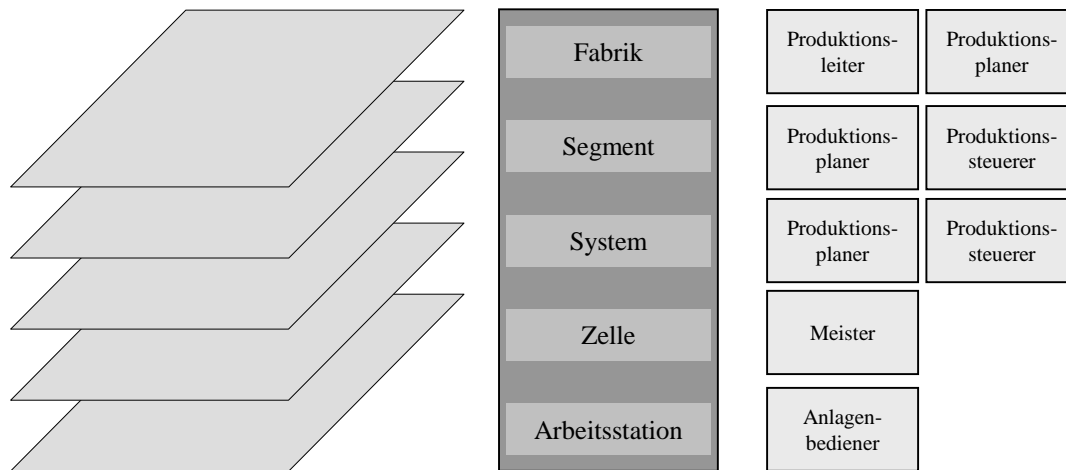 Fabrik
Produktions-
leiter
Produktions-
planer
Segment
Produktions-
planer
Produktions-
steuerer
System
Produktions-
planer
Produktions-
steuerer
Zelle
Meister
Arbeitsstation
Anlagen-
bediener